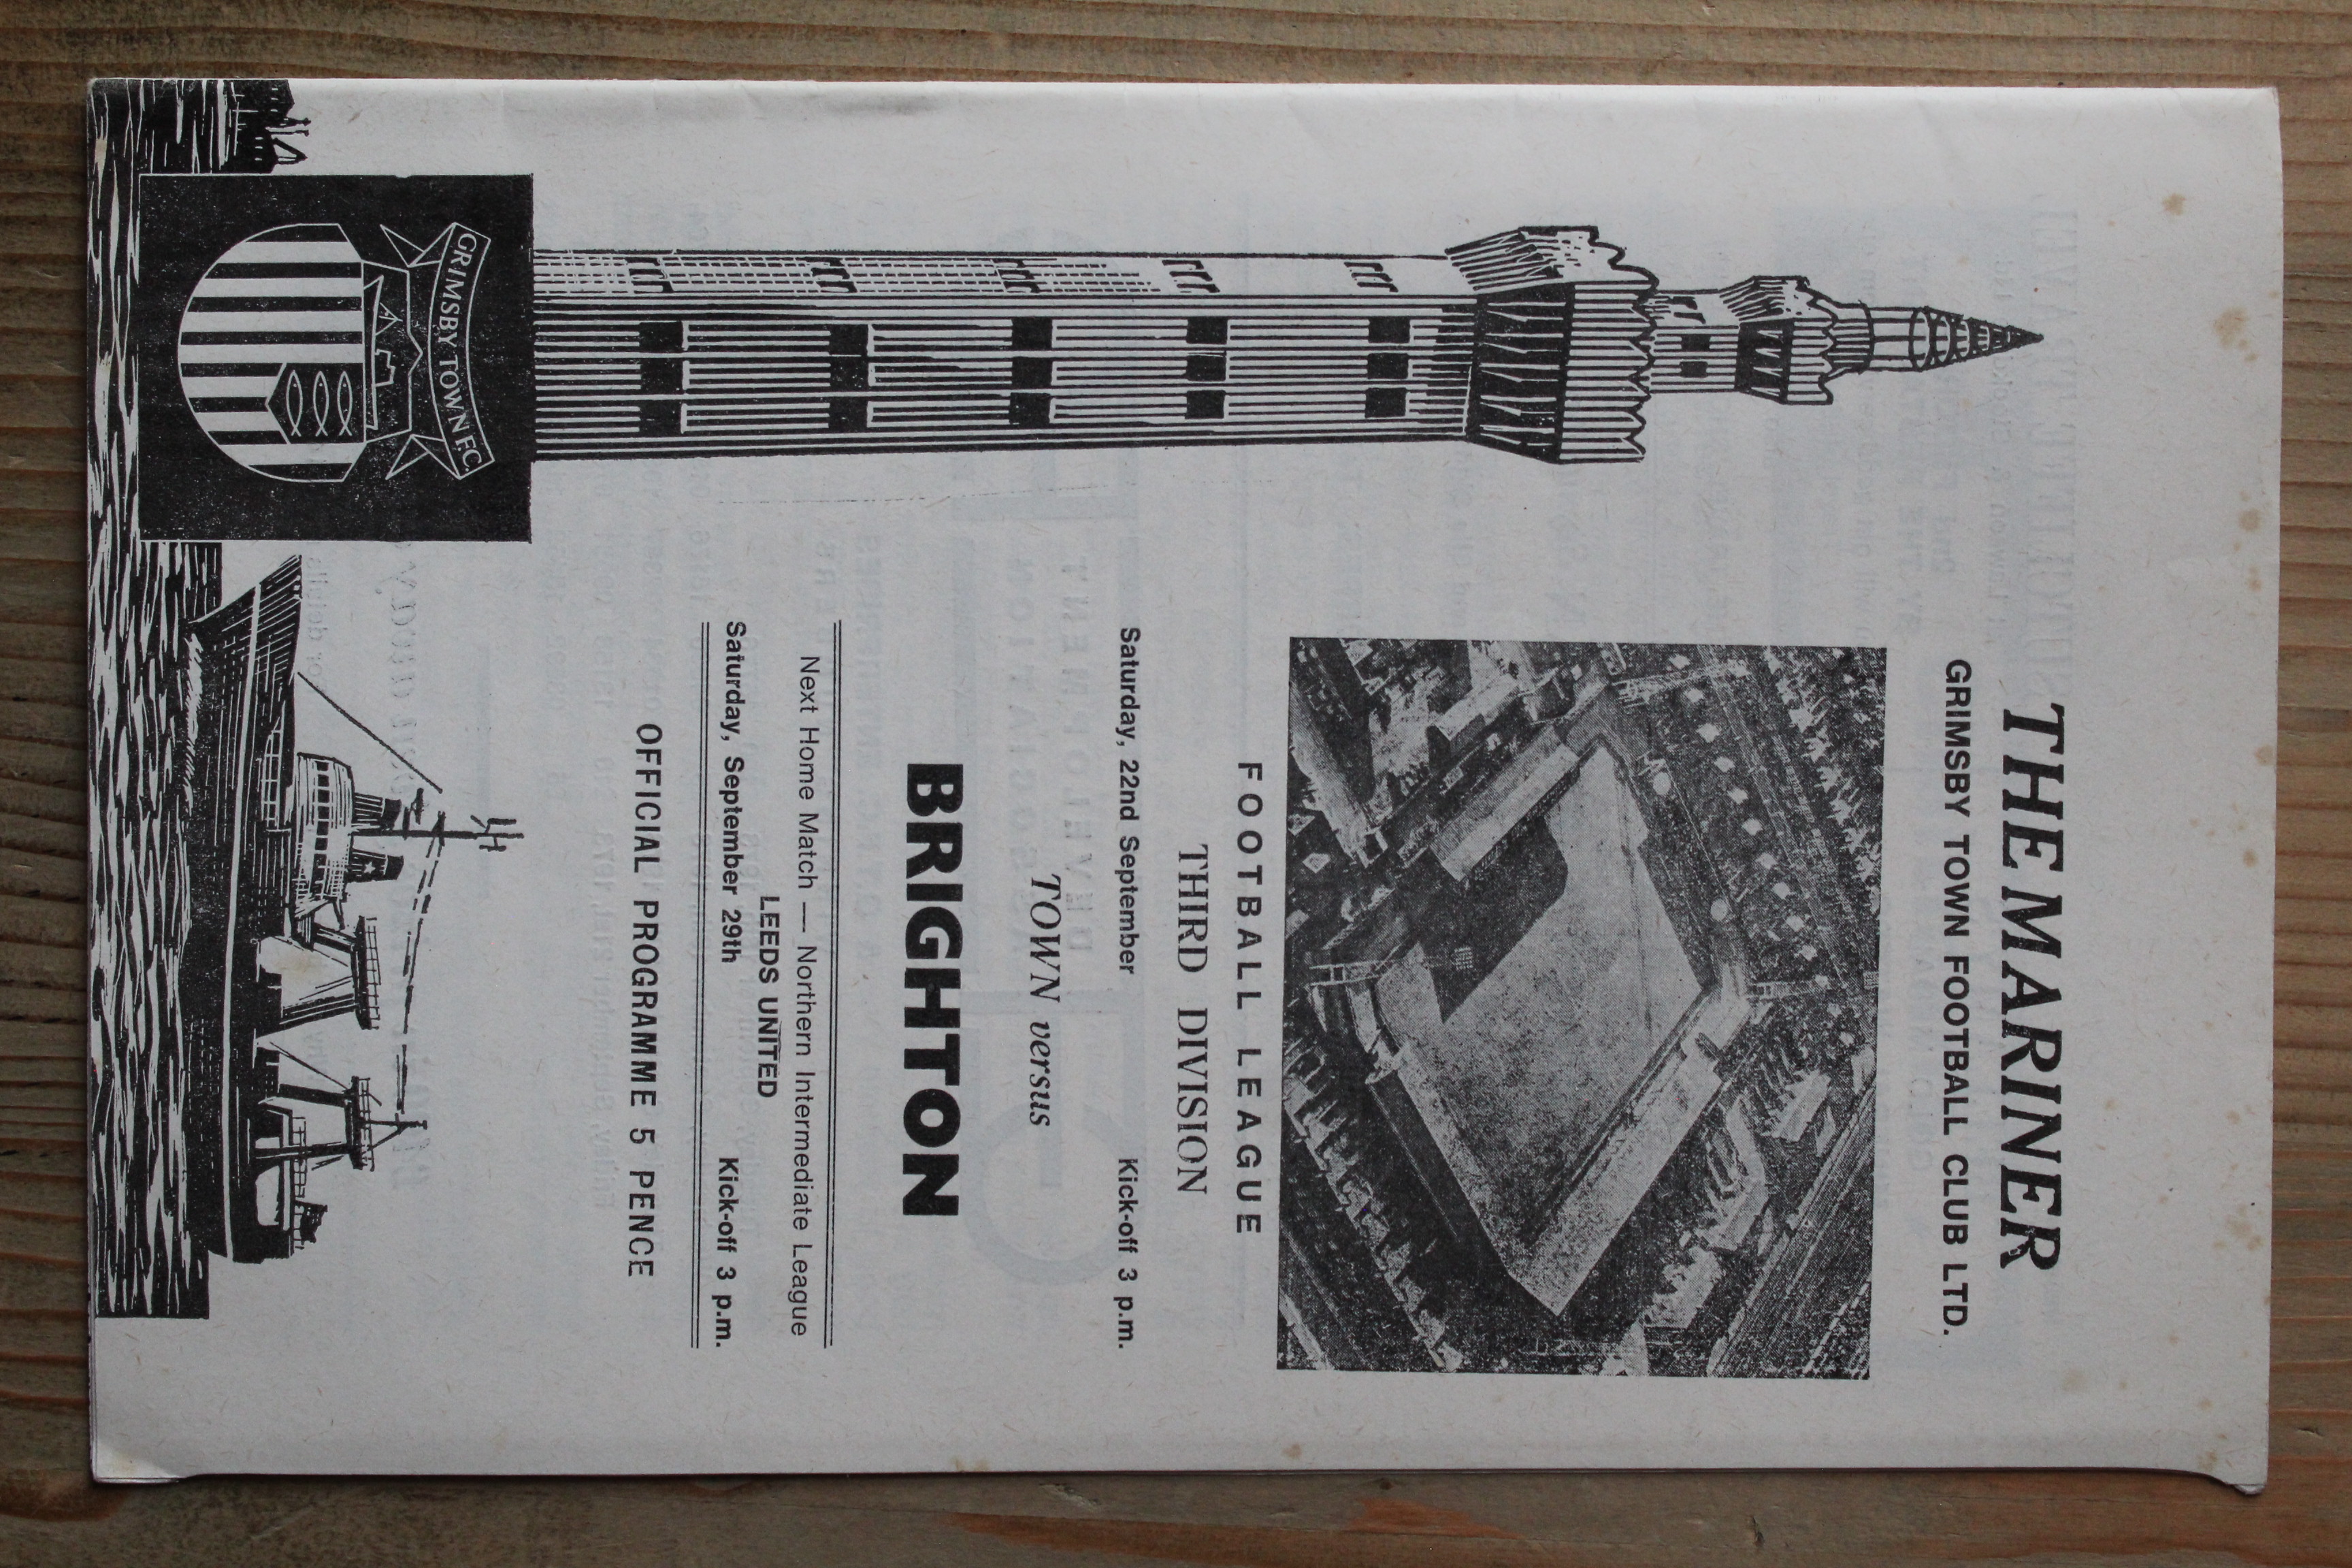 THE MARINER
GRIMSBY TOWN FOOTBALL CLUB LTD.
FOOTBALL LEAGUE
THIRD DIVISION
Saturday, 22nd September Kick-off 3 p.m.
TOWN versus
BRIGHTON
Next Home Match — Northern Intermediate League
LEEDS UNITED
Saturday, September 29th Kick-off 3 p.m.
OFFICIAL PROGRAMME 5 PENCE
GRIMSBY TOWN F.C.